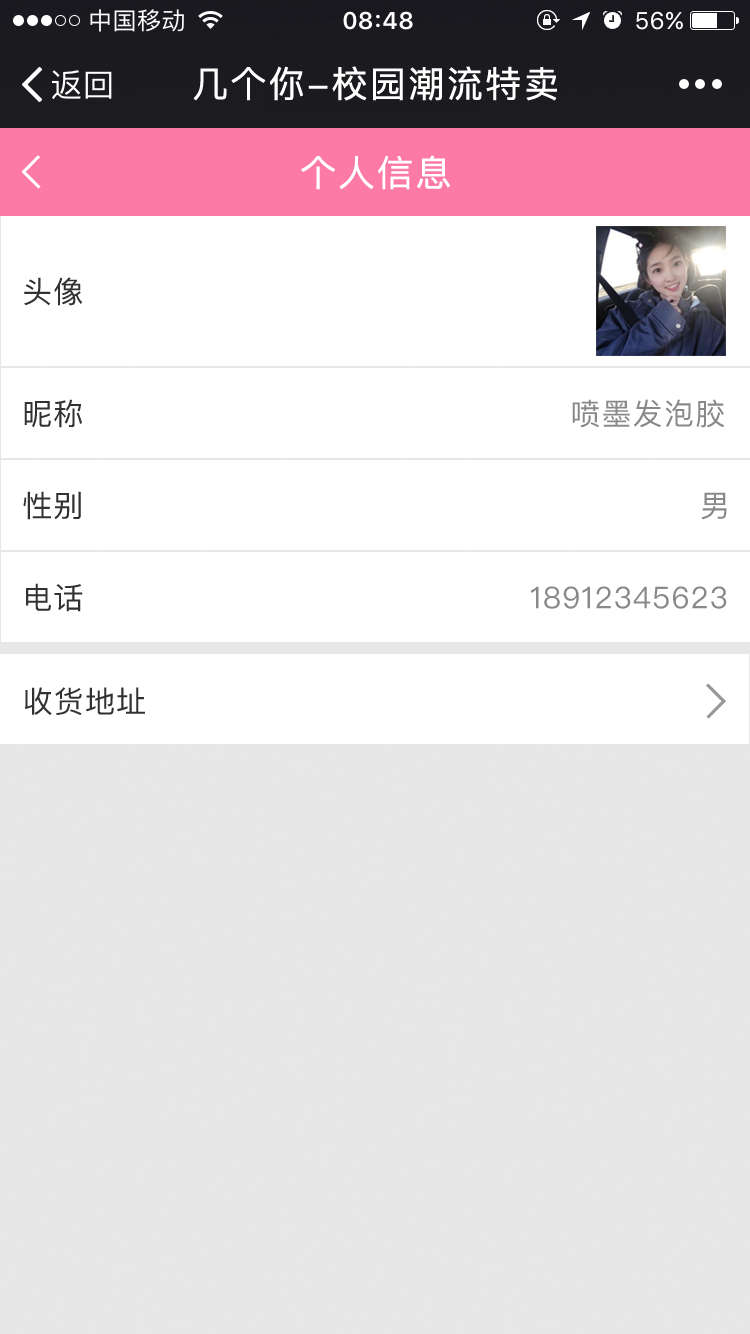 中国移动 08:48 56%
返回 几个你–校园潮流特卖
个人信息
头像
昵称 喷墨发泡胶
性别 男
电话 18912345623
收货地址